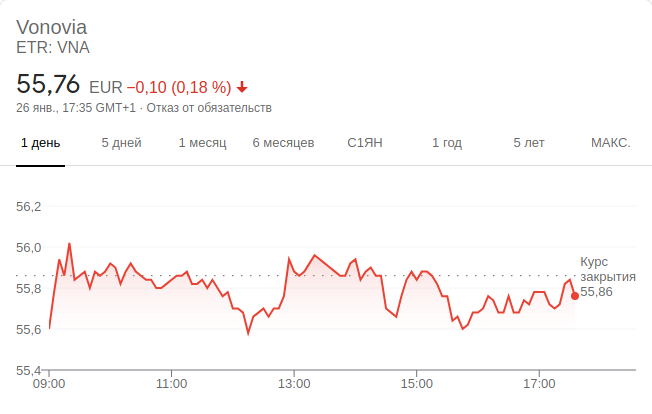 Vonovia
ETR: VNA
55,76 EUR −0,10 (0,18 %)
26 янв., 17:35 GMT+1 · Отказ от обязательств
1 день 5 дней 1 месяц 6 месяцев С1ЯН 1 год 5 лет МАКС.
56,2
56,0
Курс
закрытия
55,86
55,8
55,6
55,4
09:00 11:00 13:00 15:00 17:00